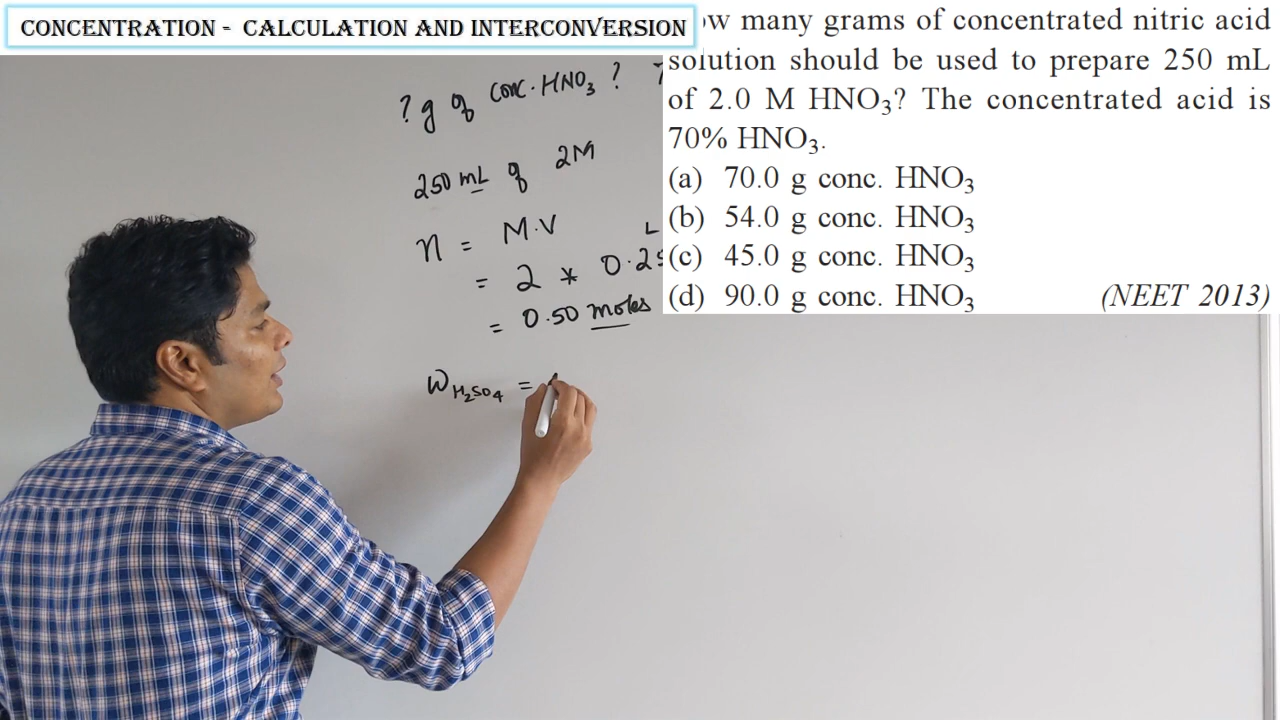 CONCENTRATION - CALCULATION AND INTERCONVERSION
many grams of concentrated nitric acid
solution should be used to prepare 250 mL
of 2.0 M HNO₃? The concentrated acid is
70% HNO₃.
(a) 70.0 g conc. HNO₃
(b) 54.0 g conc. HNO₃
(c) 45.0 g conc. HNO₃
(d) 90.0 g conc. HNO₃ (NEET 2013)
? g of conc. HNO₃ ?
250 mL of 2M
n = M.V
= 2 * 0.25 L
= 0.50 moles
W H₂SO₄ =